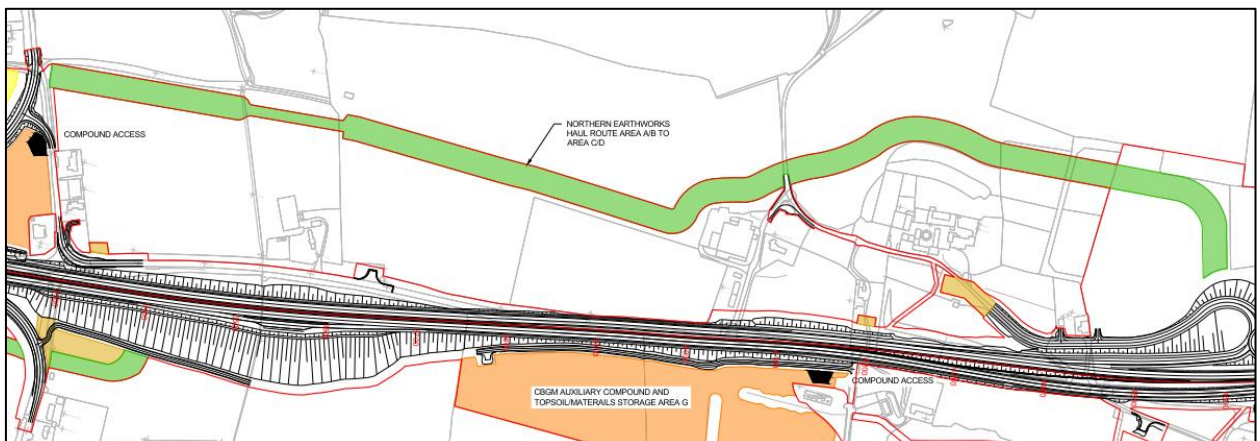 COMPOUND ACCESS
NORTHERN EARTHWORKS
HAUL ROUTE AREA A/B TO
AREA C/D
CBGM AUXILIARY COMPOUND AND
TOPSOIL/MATERAILS STORAGE AREA G
COMPOUND ACCESS